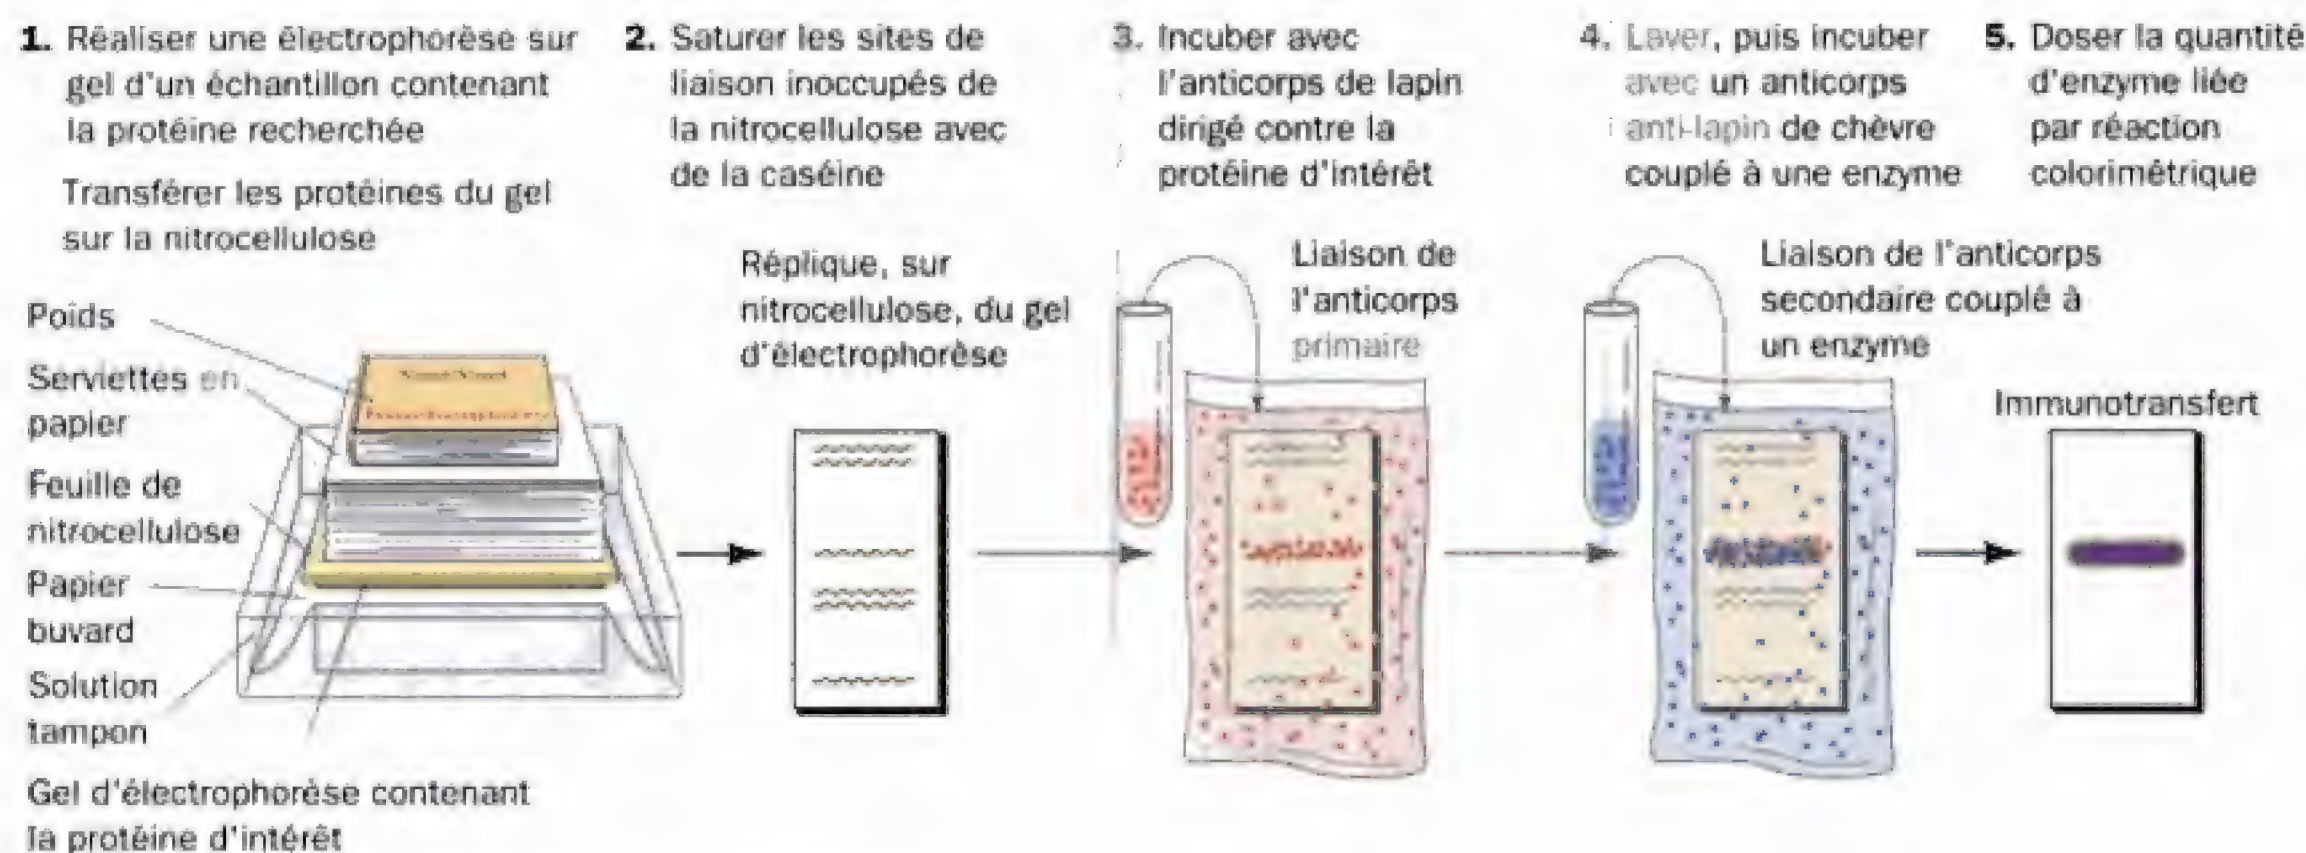 1. Réaliser une électrophorèse sur
gel d'un échantillon contenant
la protéine recherchée
Transférer les protéines du gel
sur la nitrocellulose
2. Saturer les sites de
liaison inoccupés de
la nitrocellulose avec
de la caséine
3. Incuber avec
l'anticorps de lapin
dirigé contre la
protéine d'intérêt
4. Laver, puis incuber
avec un anticorps
anti-lapin de chèvre
couplé à une enzyme
5. Doser la quantité
d'enzyme liée
par réaction
colorimétrique
Poids
Serviettes en
papier
Feuille de
nitrocellulose
Papier
buvard
Solution
tampon
Gel d'électrophorèse contenant
la protéine d'intérêt
Réplique, sur
nitrocellulose, du gel
d'électrophorèse
Liaison de
l'anticorps
primaire
Liaison de l'anticorps
secondaire couplé à
un enzyme
Immunotransfert